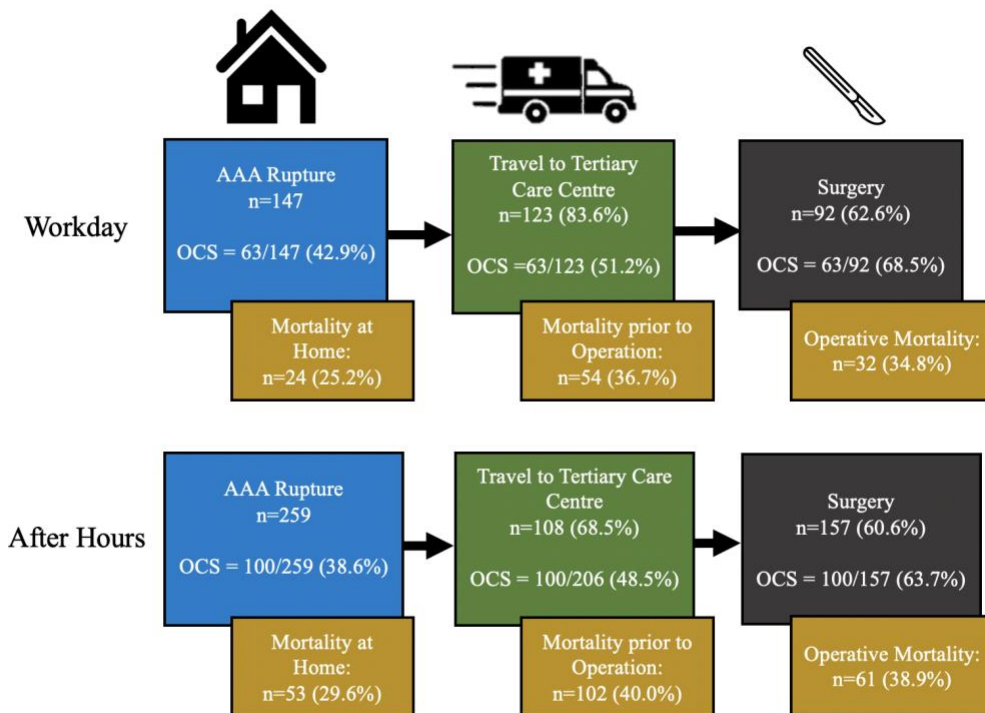 Workday
AAA Rupture
n=147
OCS = 63/147 (42.9%)
Mortality at
Home:
n=24 (25.2%)
Travel to Tertiary
Care Centre
n=123 (83.6%)
OCS =63/123 (51.2%)
Mortality prior to
Operation:
n=54 (36.7%)
Surgery
n=92 (62.6%)
OCS = 63/92 (68.5%)
Operative Mortality:
n=32 (34.8%)
After Hours
AAA Rupture
n=259
OCS = 100/259 (38.6%)
Mortality at
Home:
n=53 (29.6%)
Travel to Tertiary Care
Centre
n=108 (68.5%)
OCS = 100/206 (48.5%)
Mortality prior to
Operation:
n=102 (40.0%)
Surgery
n=157 (60.6%)
OCS = 100/157 (63.7%)
Operative Mortality:
n=61 (38.9%)